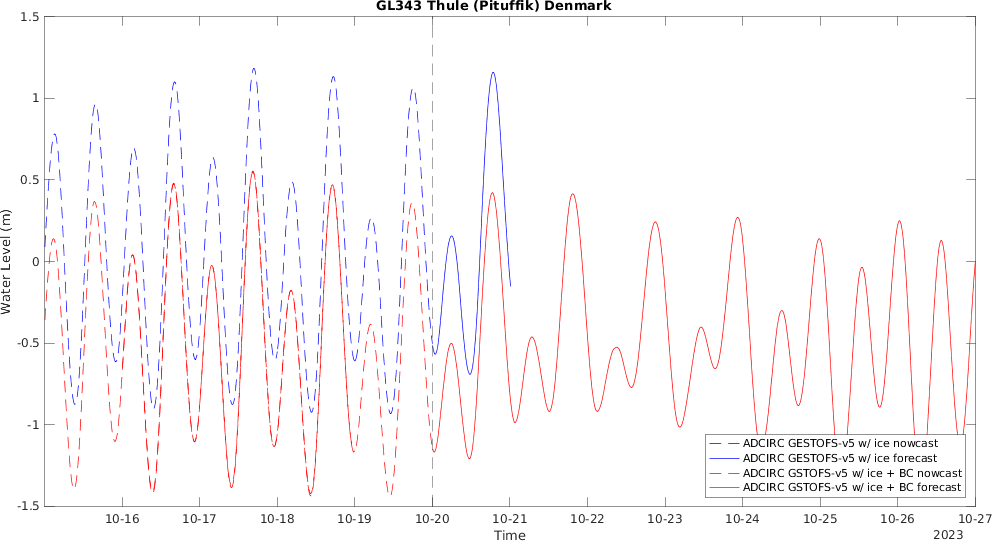 GL343 Thule (Pituffik) Denmark
1.5
1
0.5
0
-0.5
-1
-1.5
Water Level (m)
10-16 10-17 10-18 10-19 10-20 10-21 10-22 10-23 10-24 10-25 10-26 10-27
Time
2023
ADCIRC GESTOFS-v5 w/ ice nowcast
ADCIRC GESTOFS-v5 w/ ice forecast
ADCIRC GSTOFS-v5 w/ ice + BC nowcast
ADCIRC GSTOFS-v5 w/ ice + BC forecast